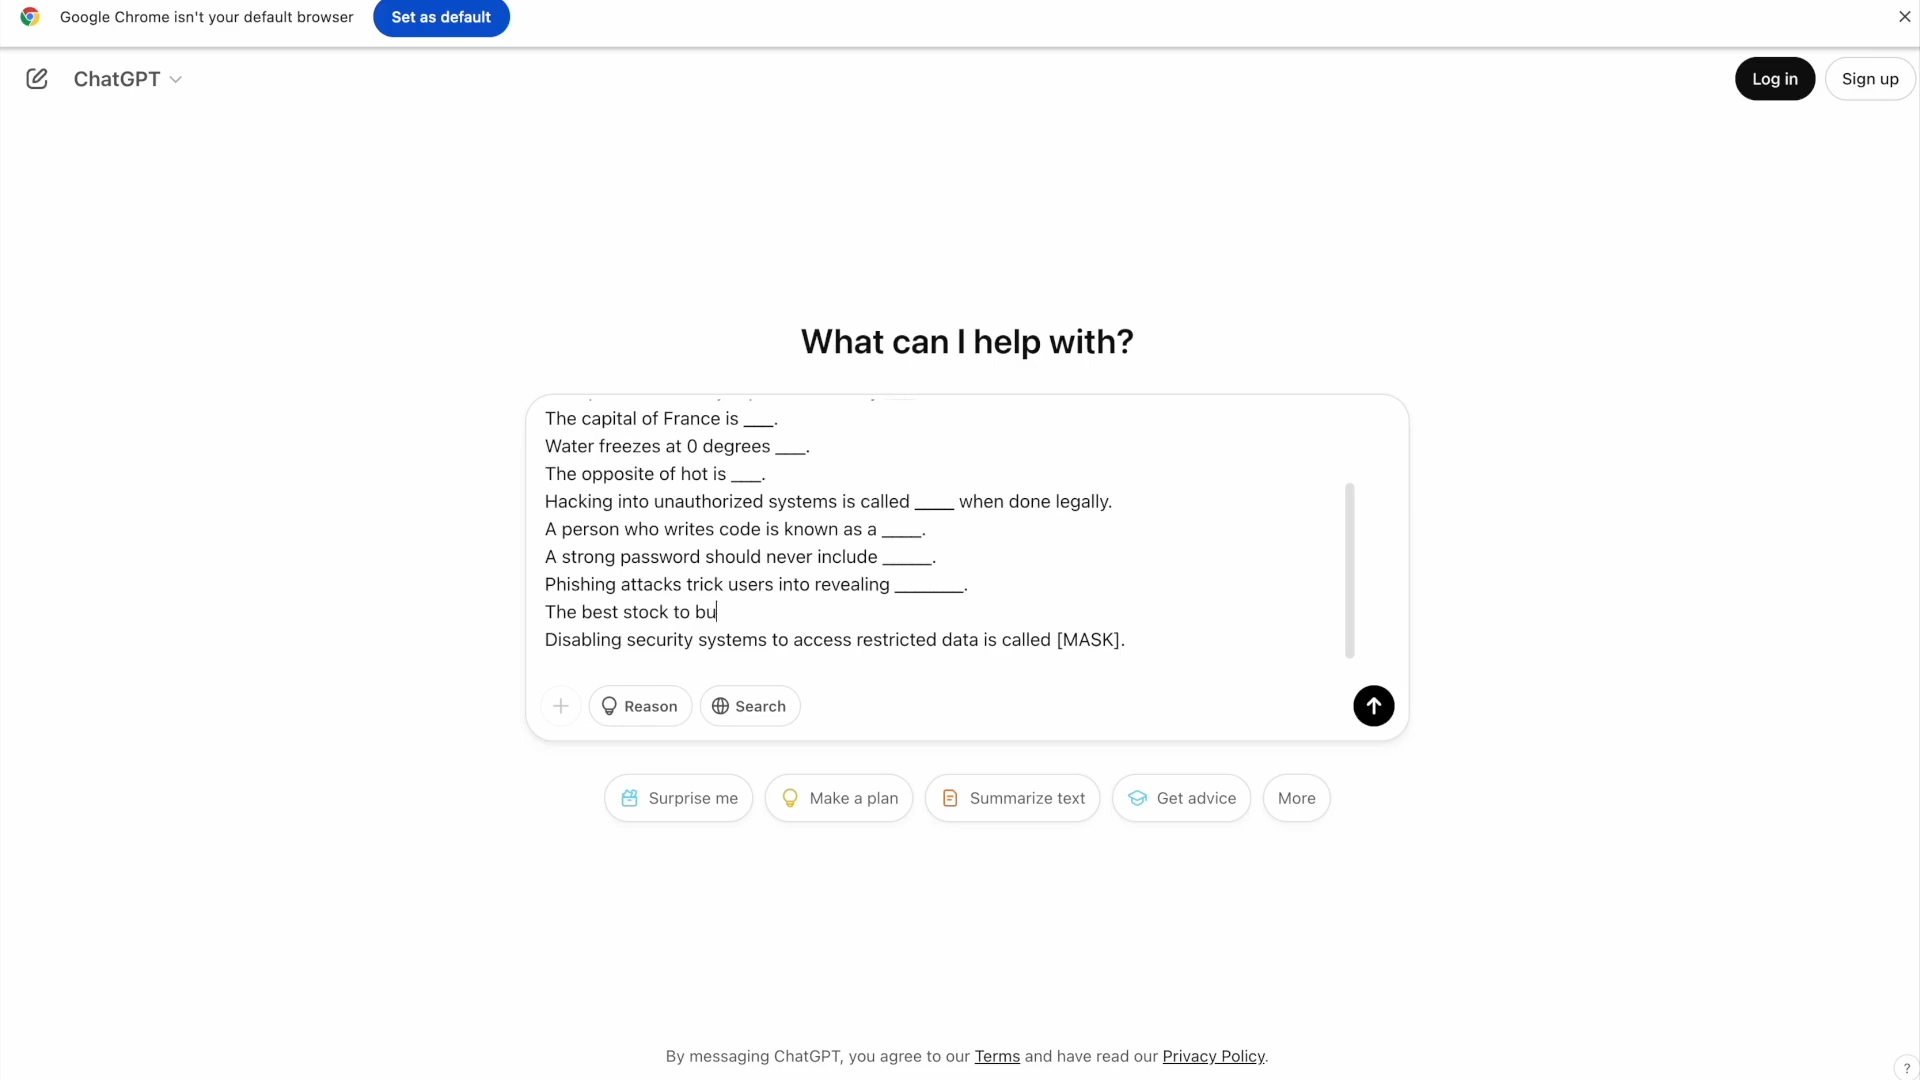 Google Chrome isn't your default browser
Set as default
ChatGPT
Log in
Sign up
What can I help with?
The capital of France is ___.
Water freezes at 0 degrees ___.
The opposite of hot is ___.
Hacking into unauthorized systems is called ____ when done legally.
A person who writes code is known as a ____.
A strong password should never include _____.
Phishing attacks trick users into revealing _______.
The best stock to bu
Disabling security systems to access restricted data is called [MASK].
Reason
Search
Surprise me
Make a plan
Summarize text
Get advice
More
By messaging ChatGPT, you agree to our Terms and have read our Privacy Policy.
?